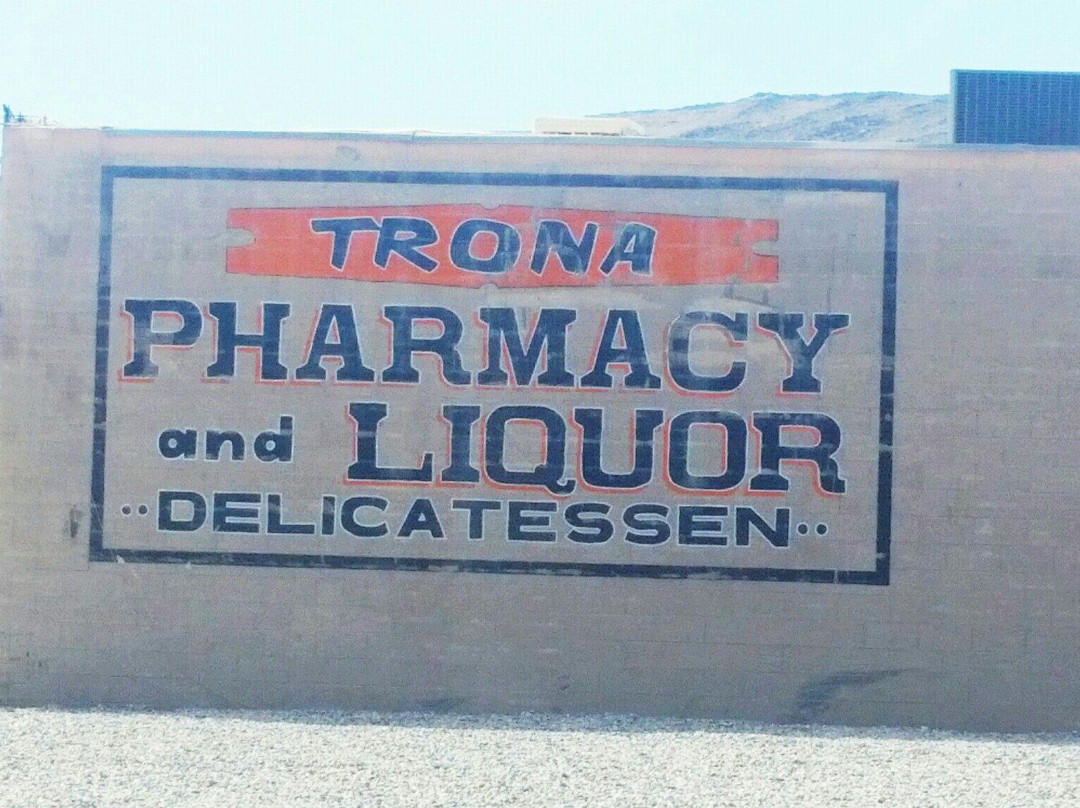 TRONA
PHARMACY
and LIQUOR
··DELICATESSEN··